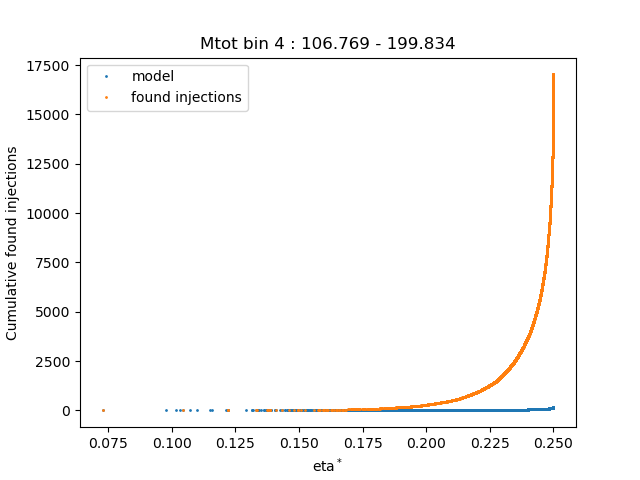 Mtot bin 4 : 106.769 - 199.834
model
found injections
Cumulative found injections
17500
15000
12500
10000
7500
5000
2500
0
0.075 0.100 0.125 0.150 0.175 0.200 0.225 0.250
eta*